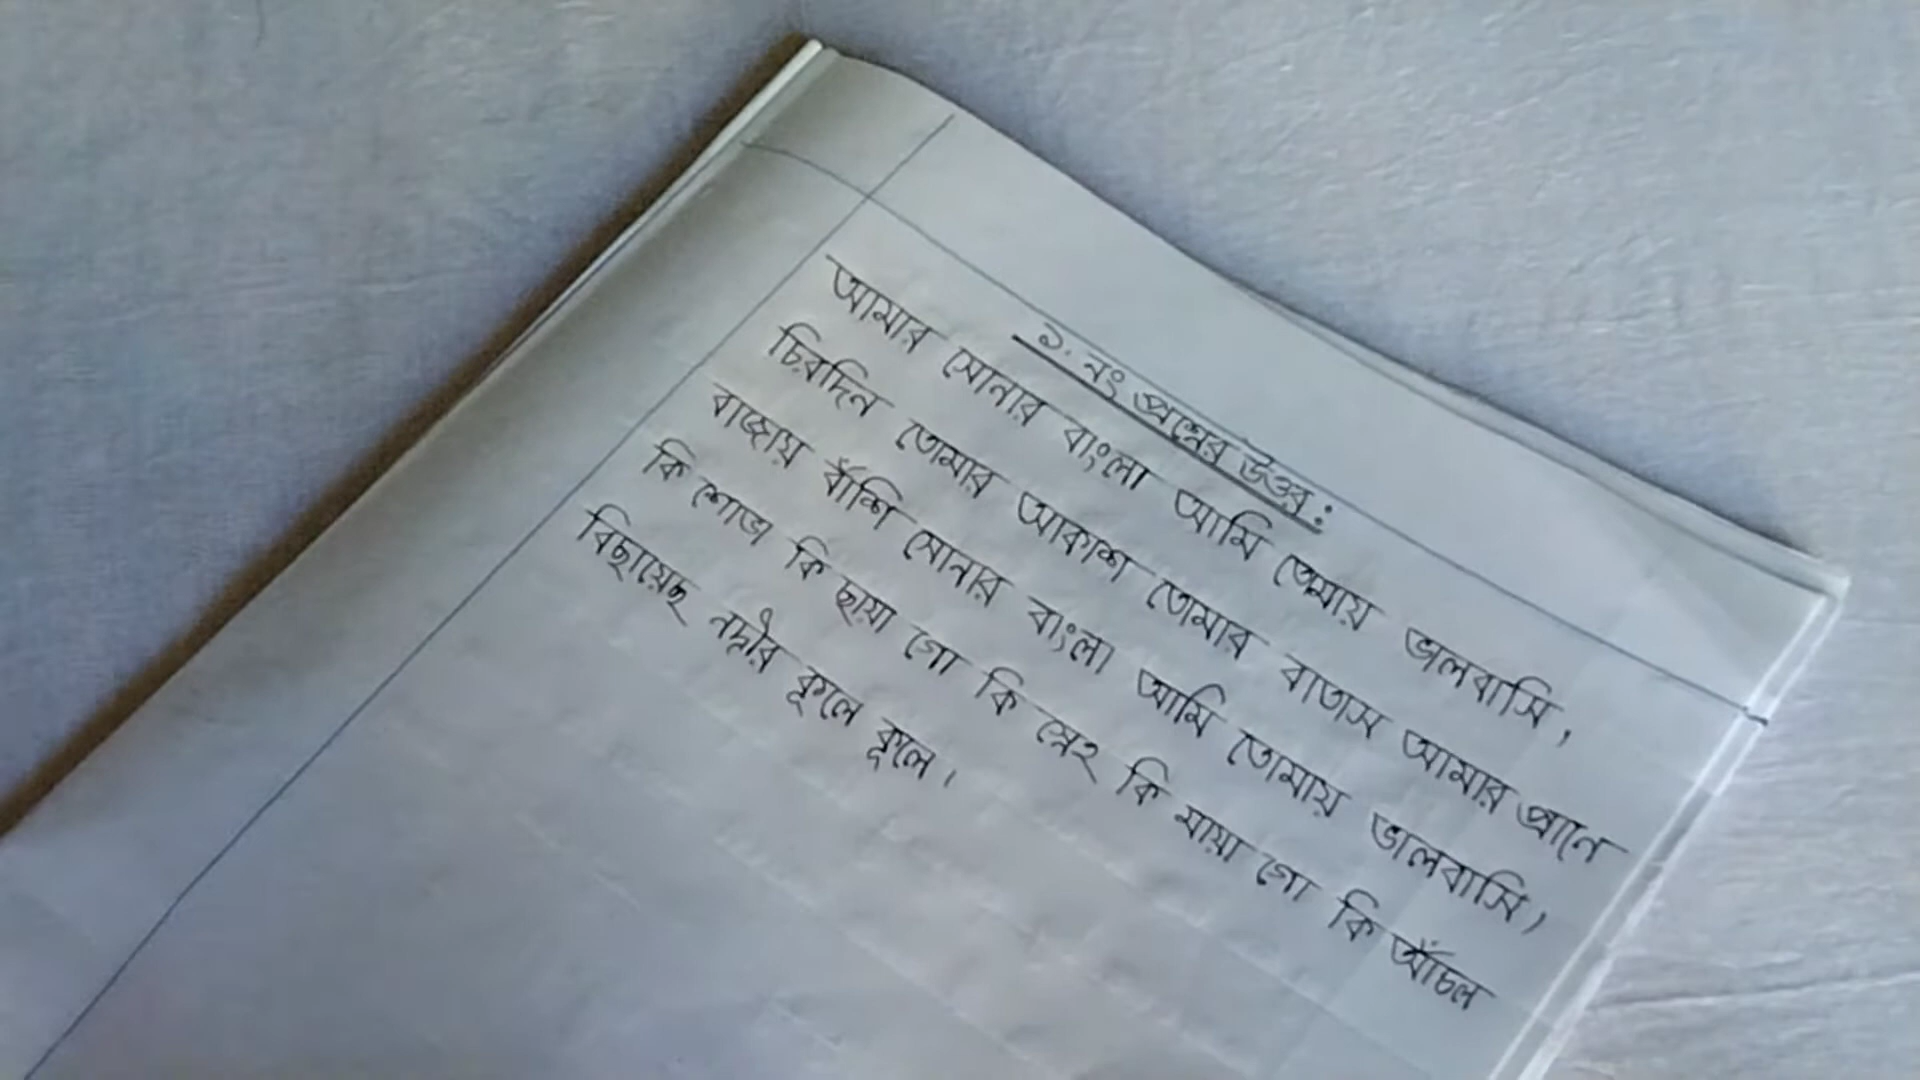 ১. নং প্রশ্নের উত্তর:
আমার সোনার বাংলা আমি তোমায় ভালবাসি,
চিরদিন তোমার আকাশ তোমার বাতাস আমার প্রানে
বাজায় বাঁশি সোনার বাংলা আমি তোমায় ভালবাসি,
কি শোভা কি ছায়া গো কি স্নেহ কি মায়া গো কি আঁচল
বিছায়েছ নদীর কূলে কূলে।